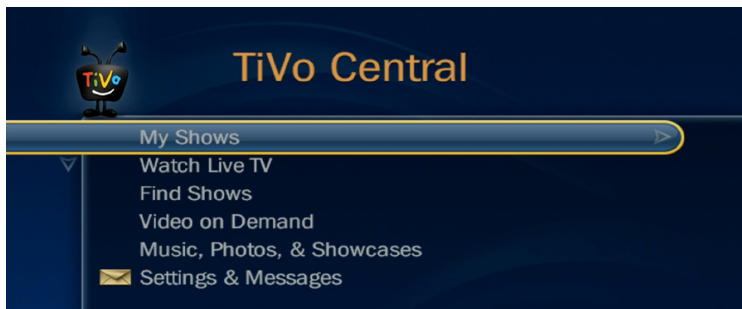 TiVo
TiVo Central
My Shows
Watch Live TV
Find Shows
Video on Demand
Music, Photos, & Showcases
Settings & Messages